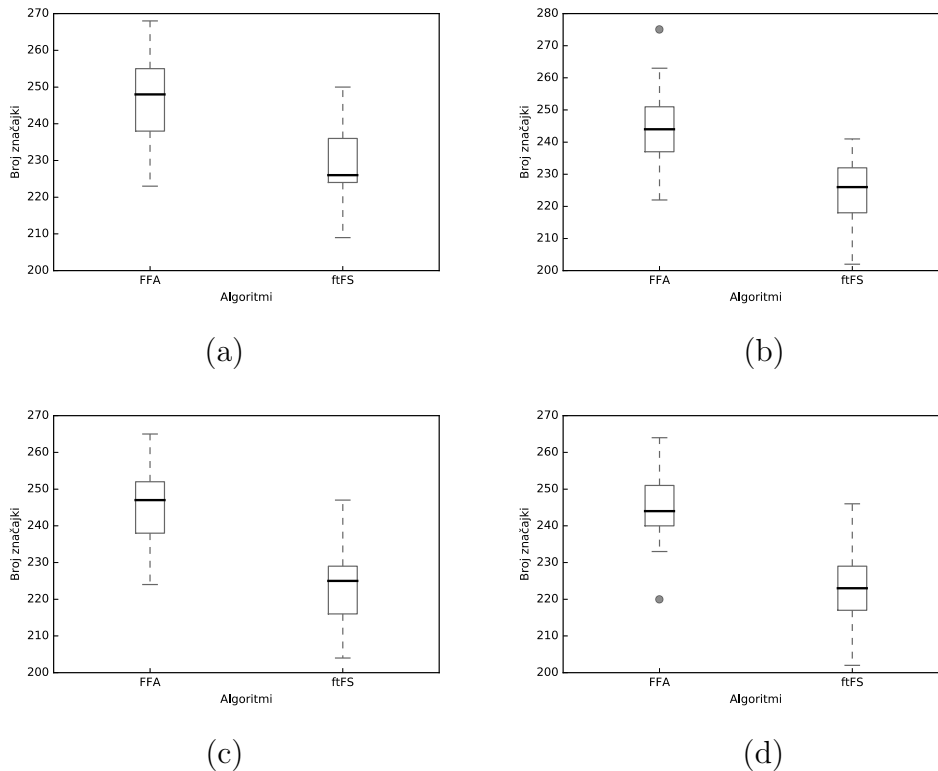 270
260
250
240
230
220
210
200
Broj značajki
FFA
ftFS
Algoritmi
(a)
280
270
260
250
240
230
220
210
200
Broj značajki
FFA
ftFS
Algoritmi
(b)
270
260
250
240
230
220
210
200
Broj značajki
FFA
ftFS
Algoritmi
(c)
270
260
250
240
230
220
210
200
Broj značajki
FFA
ftFS
Algoritmi
(d)